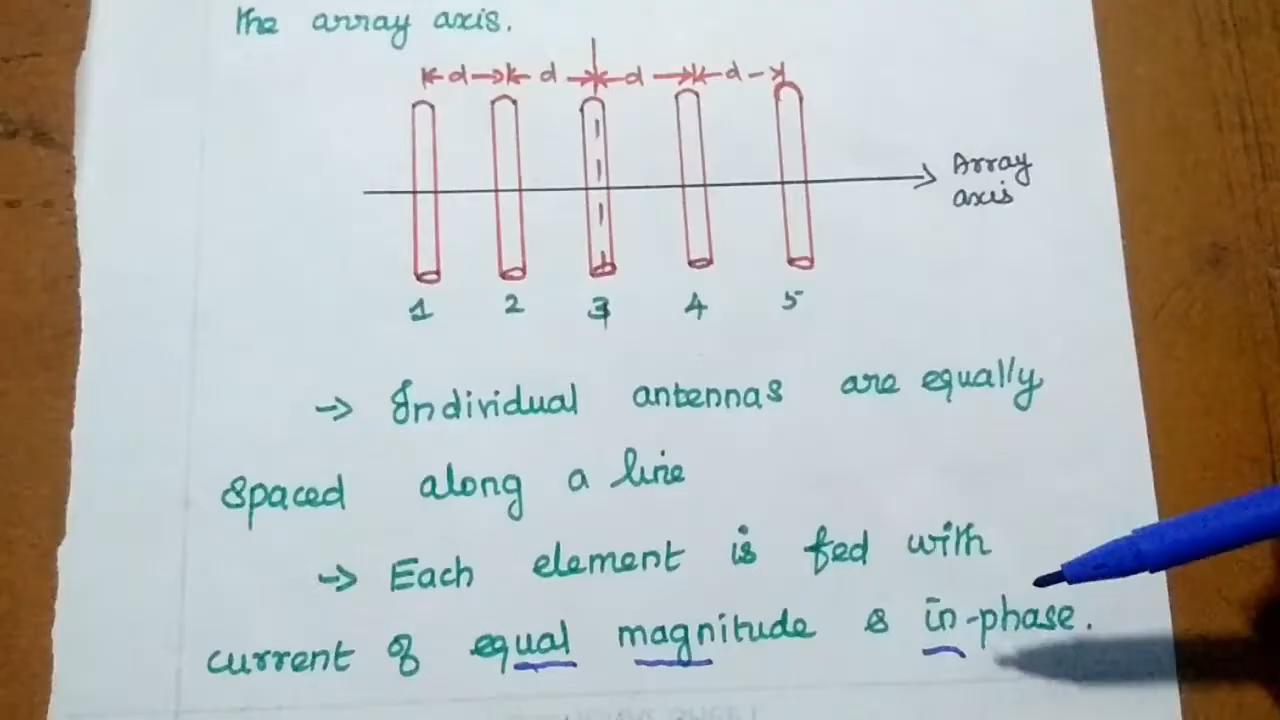 the array axis.
d d d d
Array
axis
1 2 3 4 5
→ Individual antennas are equally
spaced along a line
→ Each element is fed with
current of equal magnitude & in-phase.